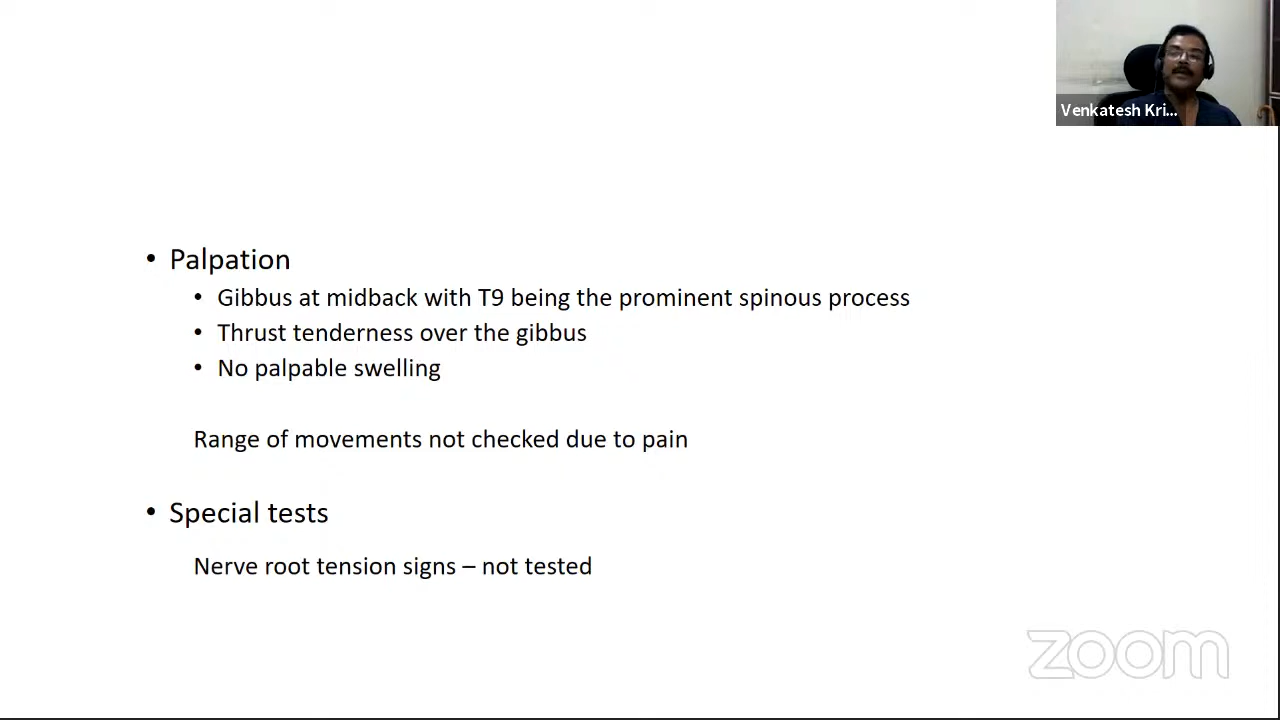 Venkatesh Kri...
• Palpation
• Gibbus at midback with T9 being the prominent spinous process
• Thrust tenderness over the gibbus
• No palpable swelling
Range of movements not checked due to pain
• Special tests
Nerve root tension signs – not tested
zoom